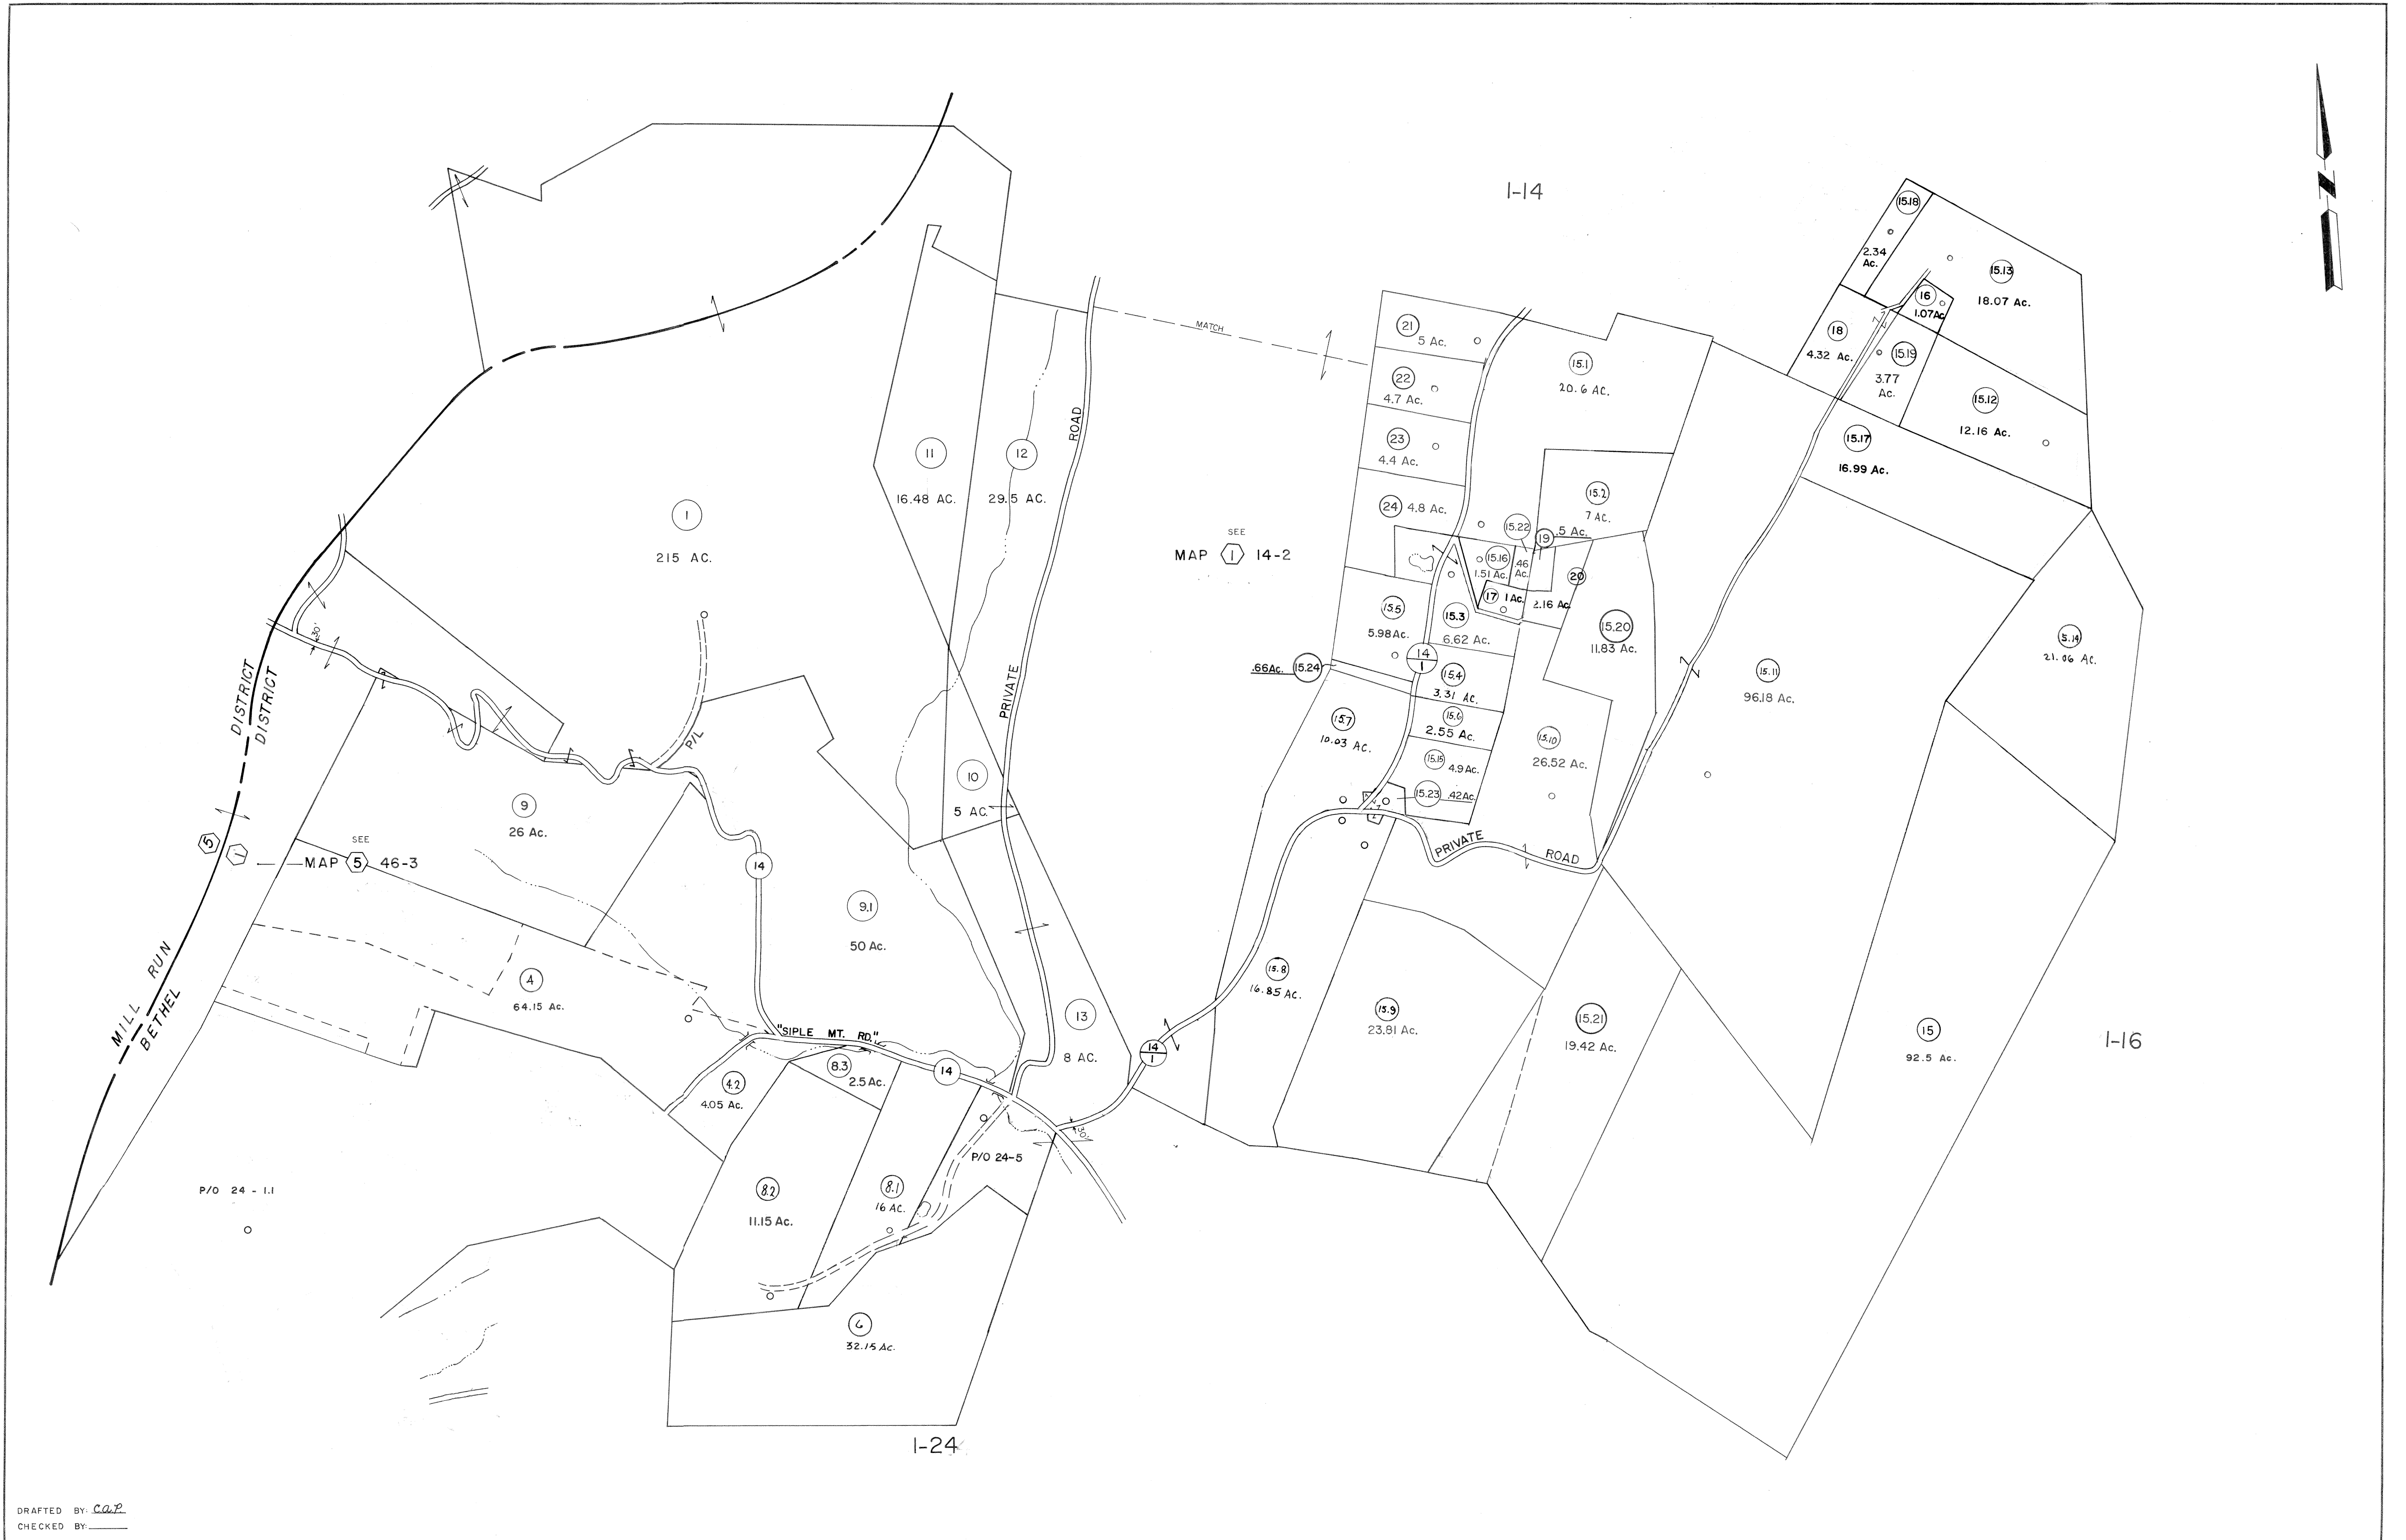 1-14
15.18
2.34
Ac.
15.13
18.07 Ac.
16
1.07Ac.
18
4.32 Ac.
15.19
3.77
Ac.
15.12
12.16 Ac.
15.17
16.99 Ac.
MATCH
21
5 Ac.
22
4.7 Ac.
23
4.4 Ac.
24 4.8 Ac.
15.1
20.6 AC.
15.2
7 AC.
15.22
.46
Ac.
19
.5 Ac.
15.16
1.51 Ac.
17 1 Ac.
20
2.16 Ac.
15.20
11.83 Ac.
15.5
5.98 Ac.
15.3
6.62 Ac.
14
1
.66Ac. 15.24
15.4
3.31 AC.
15.6
2.55 Ac.
15.7
10.03 AC.
15.15
4.9 Ac.
15.23 .42 Ac.
15.10
26.52 Ac.
15.11
96.18 Ac.
15.14
21.06 AC.
PRIVATE ROAD
SEE
MAP 1 14-2
PRIVATE ROAD
11
16.48 AC.
12
29.5 AC.
1
215 AC.
30'
P/L
DISTRICT
DISTRICT
10
5 AC.
9
26 Ac.
SEE
5
1
MAP 5 46-3
14
9.1
50 Ac.
MILL RUN
BETHEL
4
64.15 Ac.
"SIPLE MT. RD."
13
8 AC.
14
1
15.8
16.85 AC.
15.9
23.81 Ac.
15.21
19.42 Ac.
15
92.5 Ac.
1-16
8.3
2.5 Ac.
14
4.2
4.05 Ac.
30'
P/O 24-5
P/O 24 - 1.1
8.2
11.15 Ac.
8.1
16 AC.
6
32.15 Ac.
1-24
DRAFTED BY: C.A.P.
CHECKED BY:
N